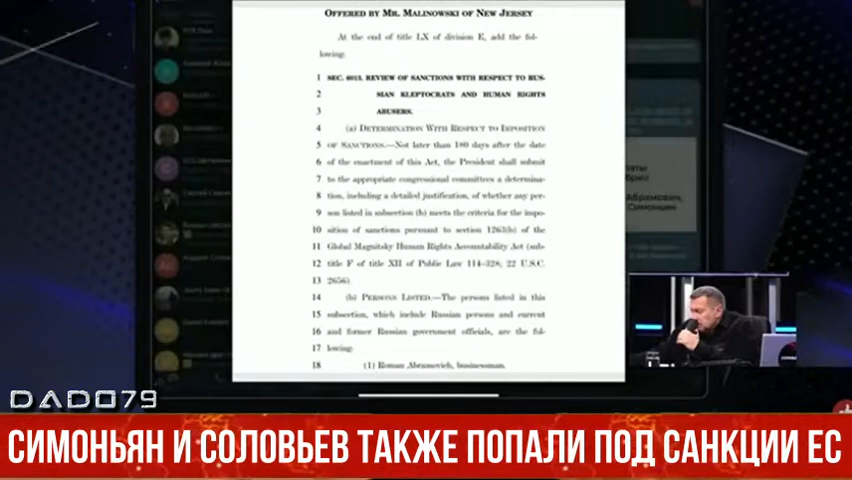 OFFERED BY MR. MALINOWSKI OF NEW JERSEY
At the end of title LX of division E, add the fol-
lowing:
1 SEC. 6013. REVIEW OF SANCTIONS WITH RESPECT TO RUS-
2 SIAN KLEPTOCRATS AND HUMAN RIGHTS
3 ABUSERS.
4 (a) DETERMINATION WITH RESPECT TO IMPOSITION
5 OF SANCTIONS.—Not later than 180 days after the date
6 of the enactment of this Act, the President shall submit
7 to the appropriate congressional committees a determina-
8 tion, including a detailed justification, of whether any per-
9 son listed in subsection (b) meets the criteria for the impo-
10 sition of sanctions pursuant to section 1263(b) of the
11 Global Magnitsky Human Rights Accountability Act (sub-
12 title F of title XII of Public Law 114–328; 22 U.S.C.
13 2656).
14 (b) PERSONS LISTED.—The persons listed in this
15 subsection, which include Russian persons and current
16 and former Russian government officials, are the fol-
17 lowing:
18 (1) Roman Abramovich, businessman.
Абрамович,
Симоньян
DADO79
СИМОНЬЯН И СОЛОВЬЕВ ТАКЖЕ ПОПАЛИ ПОД САНКЦИИ ЕС